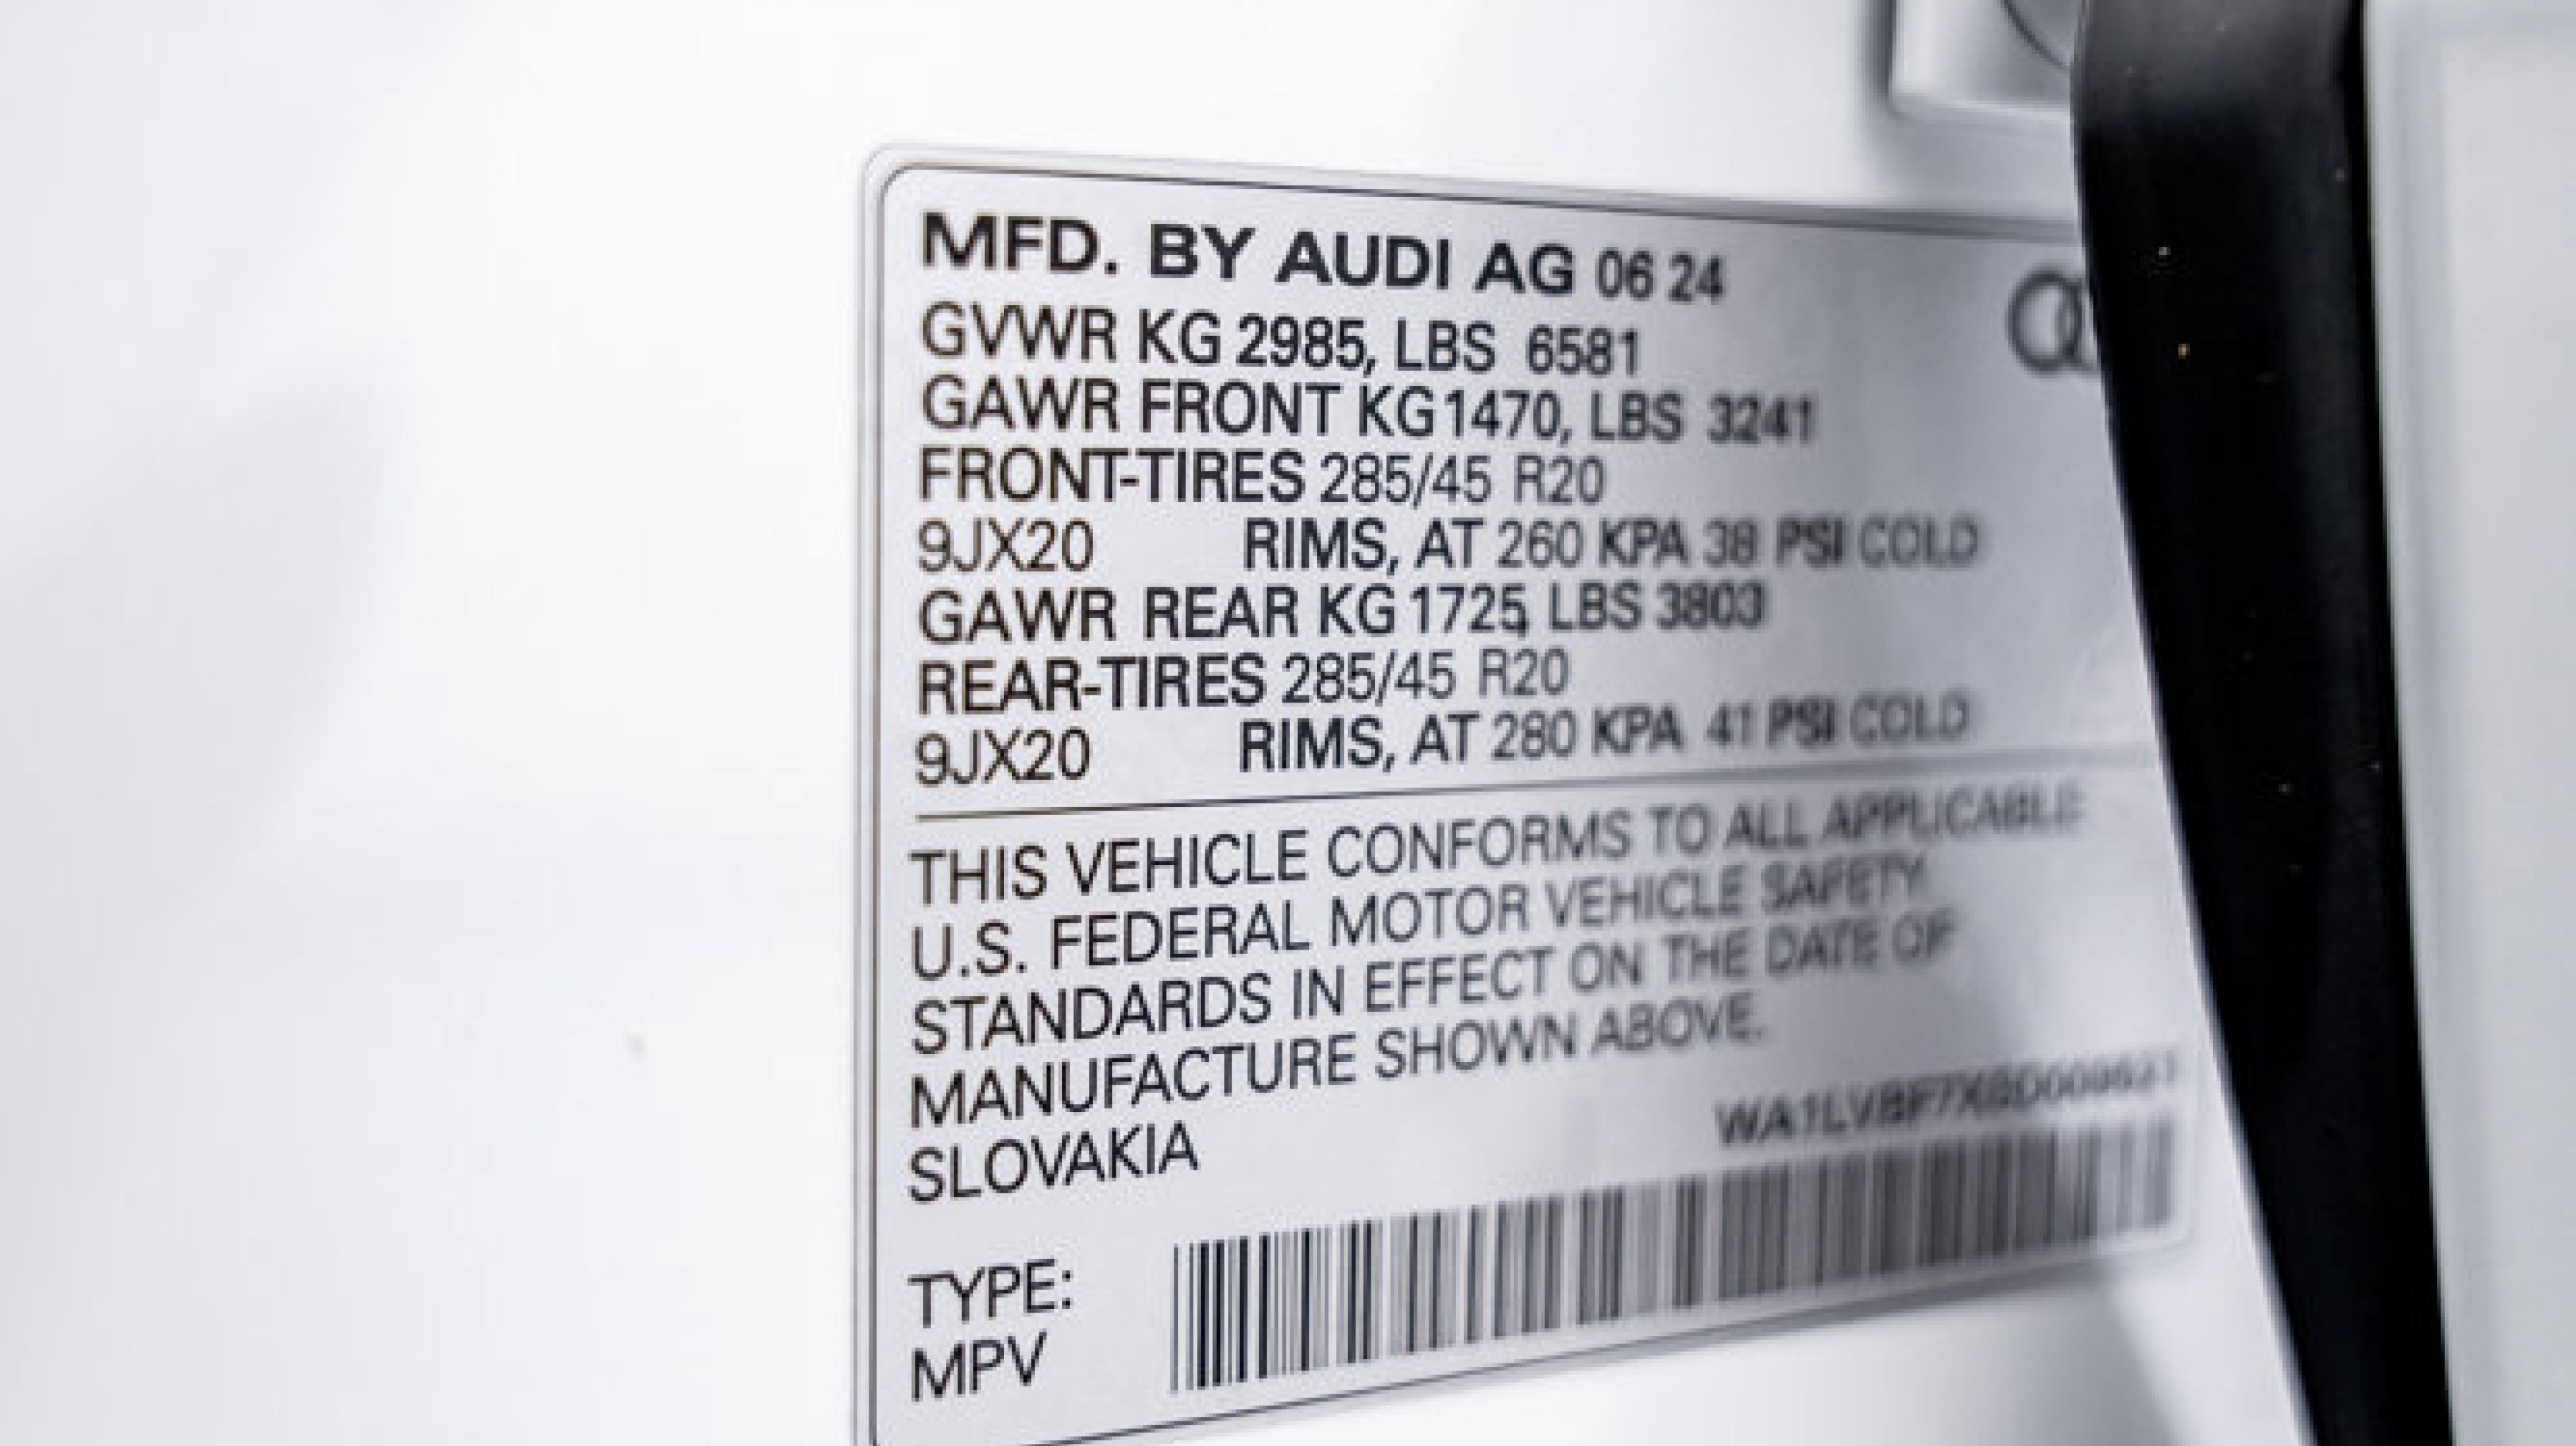 MFD. BY AUDI AG 06 24
GVWR KG 2985, LBS 6581
GAWR FRONT KG 1470, LBS 3241
FRONT-TIRES 285/45 R20
9JX20 RIMS, AT 260 KPA 38 PSI COLD
GAWR REAR KG 1725, LBS 3803
REAR-TIRES 285/45 R20
9JX20 RIMS, AT 280 KPA 41 PSI COLD
THIS VEHICLE CONFORMS TO ALL APPLICABLE
U.S. FEDERAL MOTOR VEHICLE SAFETY
STANDARDS IN EFFECT ON THE DATE OF
MANUFACTURE SHOWN ABOVE.
SLOVAKIA
TYPE:
MPV